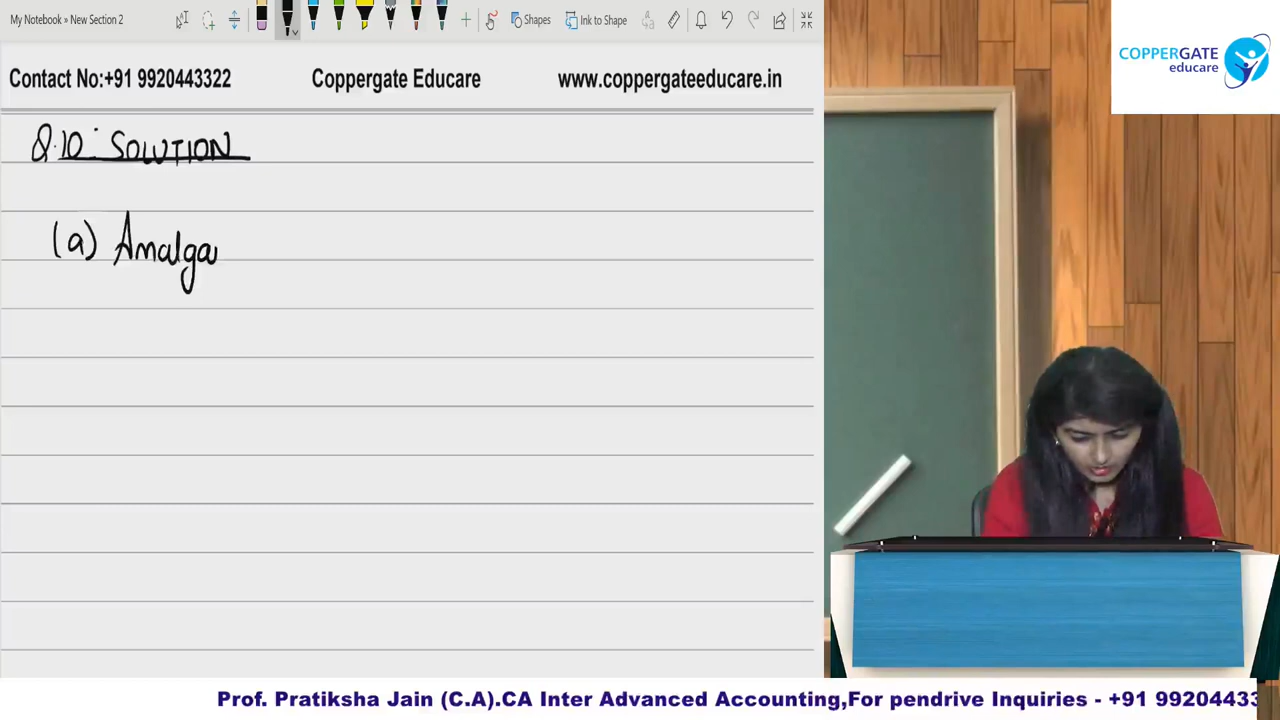 My Notebook » New Section 2
Shapes
Ink to Shape
Contact No:+91 9920443322
Coppergate Educare
www.coppergateeducare.in
COPPERGATE
educare
Q.10 SOLUTION
(a) Amalga
Prof. Pratiksha Jain (C.A).CA Inter Advanced Accounting,For pendrive Inquiries - +91 99204433